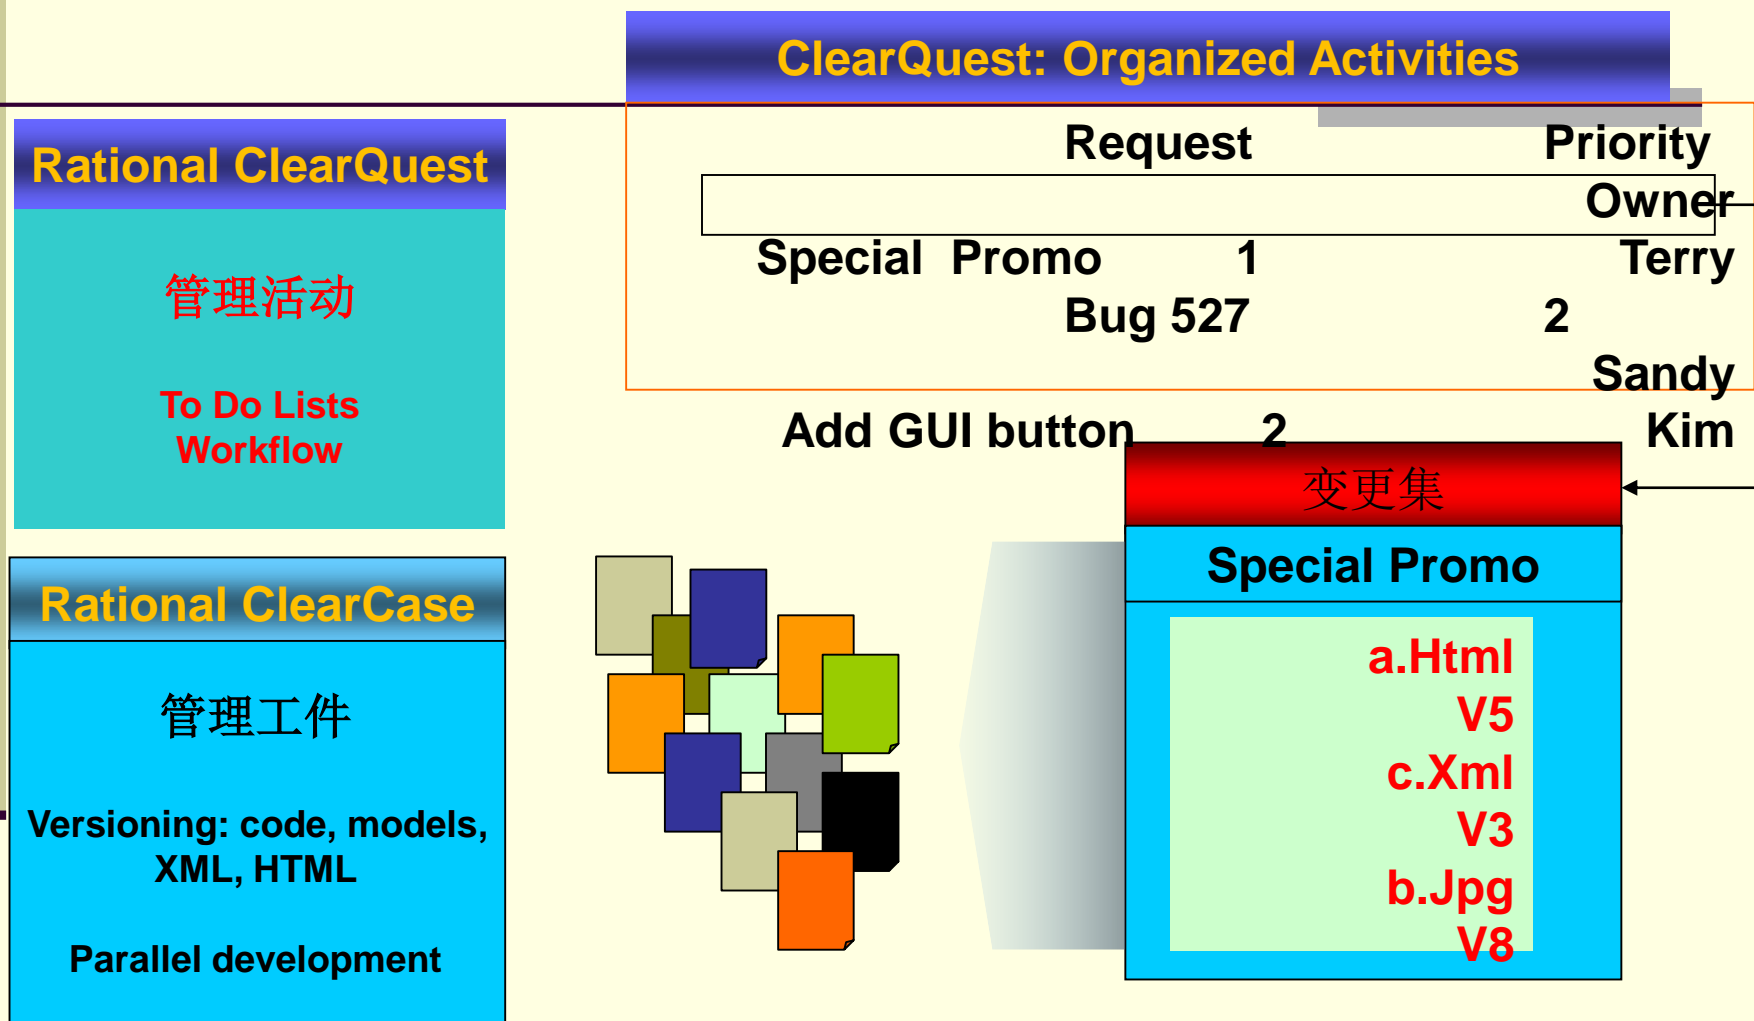 ClearQuest: Organized Activities
Request Priority
Owner
Special Promo 1 Terry
Bug 527 2
Sandy
Add GUI button 2 Kim
Rational ClearQuest
管理活动
To Do Lists
Workflow
Rational ClearCase
管理工件
Versioning: code, models,
XML, HTML
Parallel development
变更集
Special Promo
a.Html
V5
c.Xml
V3
b.Jpg
V8